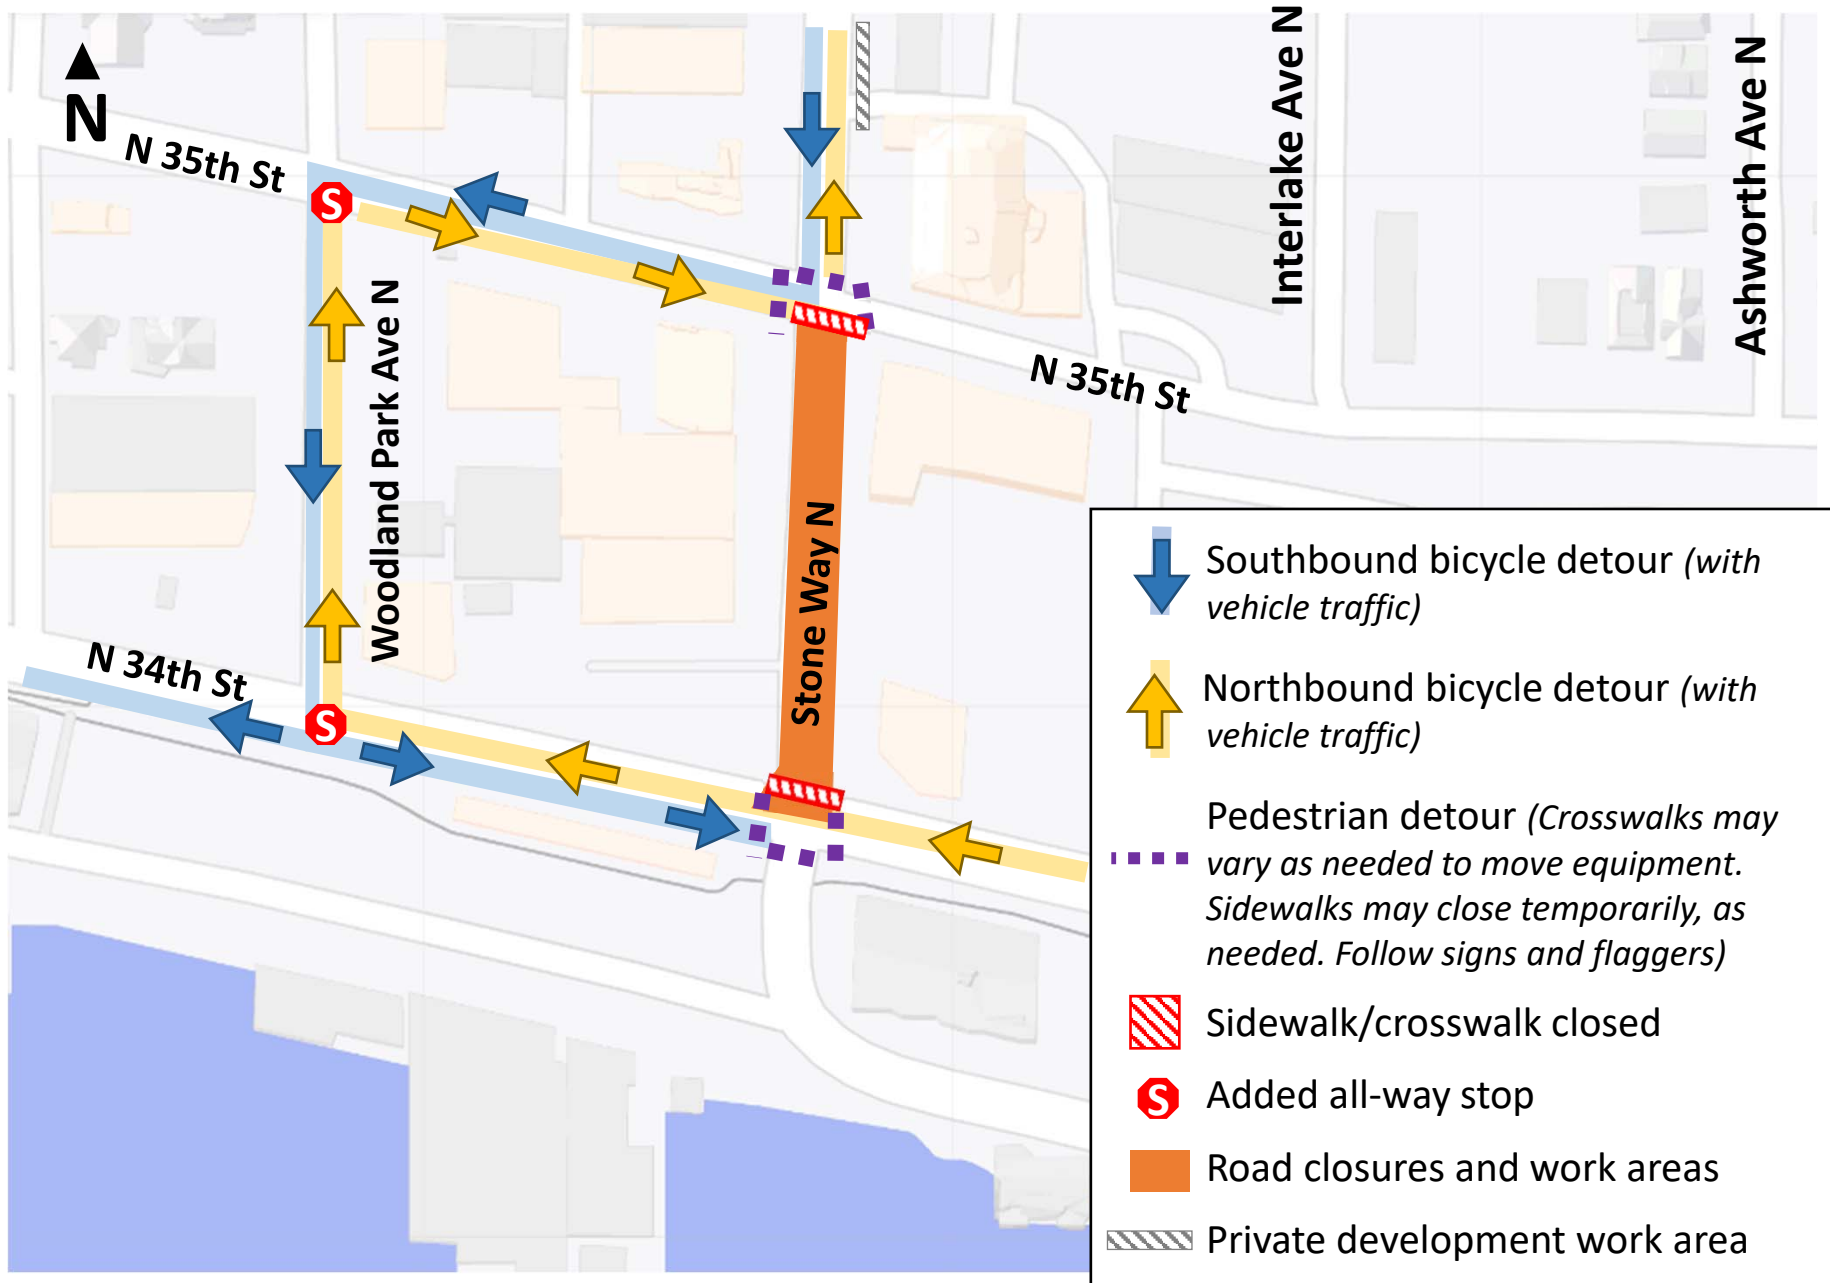 N
N 35th St
Woodland Park Ave N
N 34th St
Stone Way N
N 35th St
Interlake Ave N
Ashworth Ave N
S
S
Southbound bicycle detour (with
vehicle traffic)
Northbound bicycle detour (with
vehicle traffic)
Pedestrian detour (Crosswalks may
vary as needed to move equipment.
Sidewalks may close temporarily, as
needed. Follow signs and flaggers)
Sidewalk/crosswalk closed
S Added all-way stop
Road closures and work areas
Private development work area